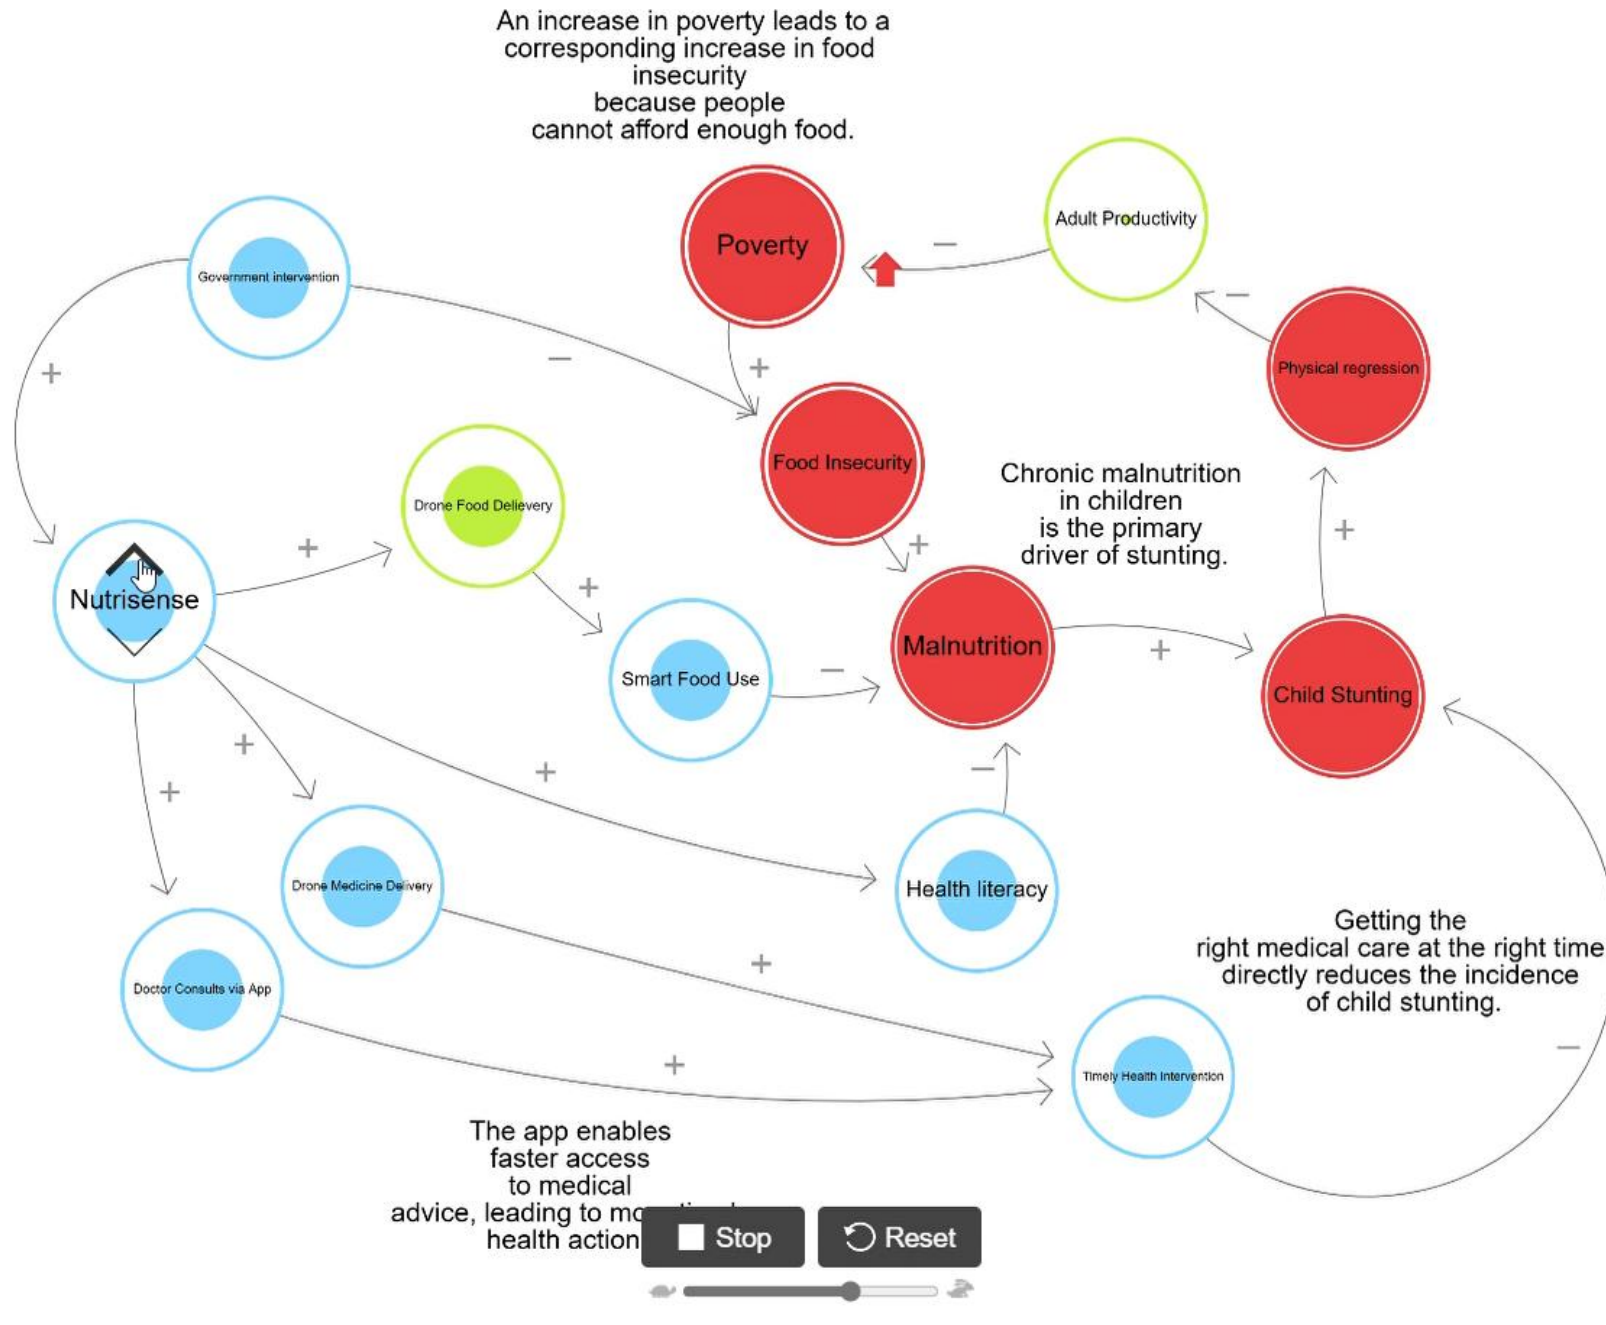 An increase in poverty leads to a
corresponding increase in food
insecurity
because people
cannot afford enough food.
Poverty
Adult Productivity
Government intervention
Physical regression
Food Insecurity
Chronic malnutrition
in children
is the primary
driver of stunting.
Drone Food Delievery
Nutrisense
Smart Food Use
Malnutrition
Child Stunting
Drone Medicine Delivery
Health literacy
Doctor Consults via App
Getting the
right medical care at the right time
directly reduces the incidence
of child stunting.
Timely Health Intervention
The app enables
faster access
to medical
advice, leading to
health action
Stop
Reset
+
−
+
−
−
+
+
+
+
−
+
+
+
+
+
−
+
+
−